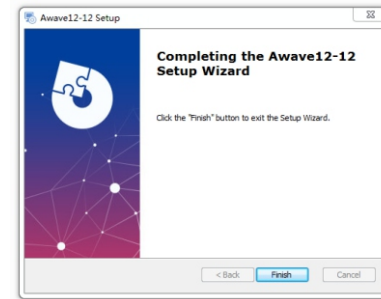 Awave12-12 Setup
Completing the Awave12-12
Setup Wizard
Click the "Finish" button to exit the Setup Wizard.
< Back
Finish
Cancel